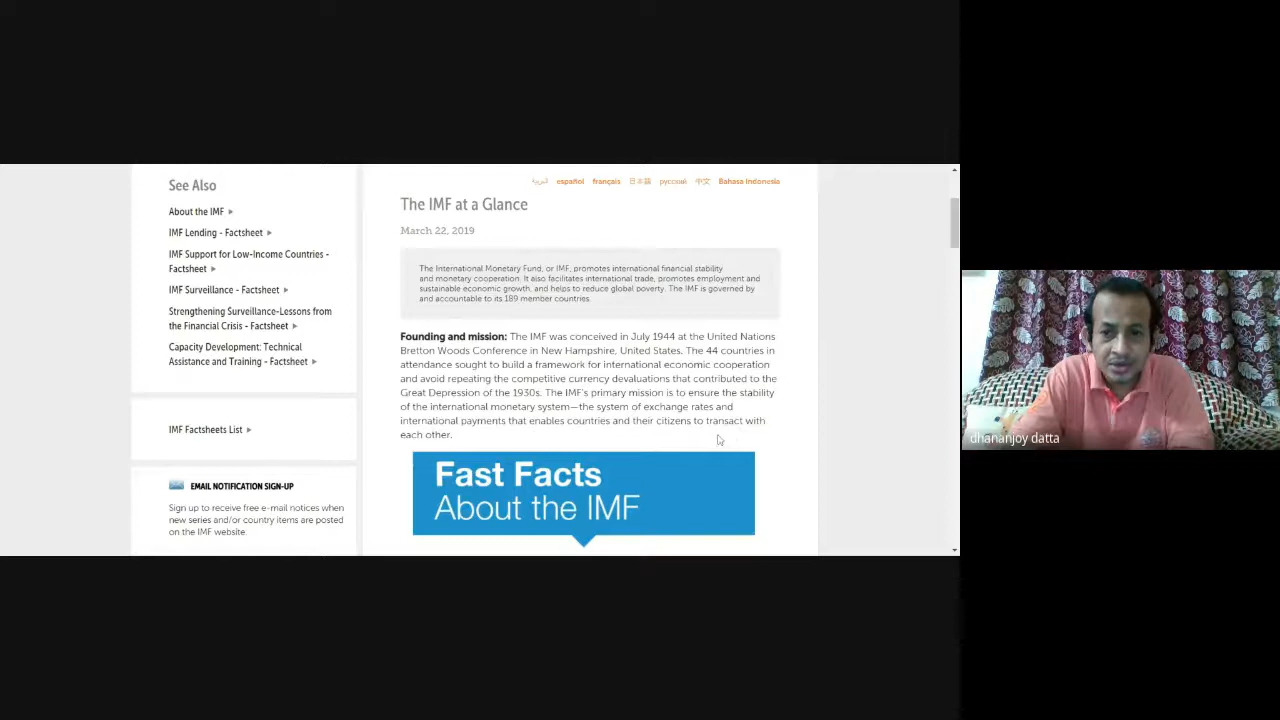 See Also
About the IMF
IMF Lending - Factsheet
IMF Support for Low-Income Countries -
Factsheet
IMF Surveillance - Factsheet
Strengthening Surveillance-Lessons from
the Financial Crisis - Factsheet
Capacity Development: Technical
Assistance and Training - Factsheet
IMF Factsheets List
EMAIL NOTIFICATION SIGN-UP
Sign up to receive free e-mail notices when
new series and/or country items are posted
on the IMF website.
العربية español français 日本語 русский 中文 Bahasa Indonesia
The IMF at a Glance
March 22, 2019
The International Monetary Fund, or IMF, promotes international financial stability
and monetary cooperation. It also facilitates international trade, promotes employment and
sustainable economic growth, and helps to reduce global poverty. The IMF is governed by
and accountable to its 189 member countries.
Founding and mission: The IMF was conceived in July 1944 at the United Nations
Bretton Woods Conference in New Hampshire, United States. The 44 countries in
attendance sought to build a framework for international economic cooperation
and avoid repeating the competitive currency devaluations that contributed to the
Great Depression of the 1930s. The IMF's primary mission is to ensure the stability
of the international monetary system—the system of exchange rates and
international payments that enables countries and their citizens to transact with
each other.
Fast Facts
About the IMF
dhananjoy datta